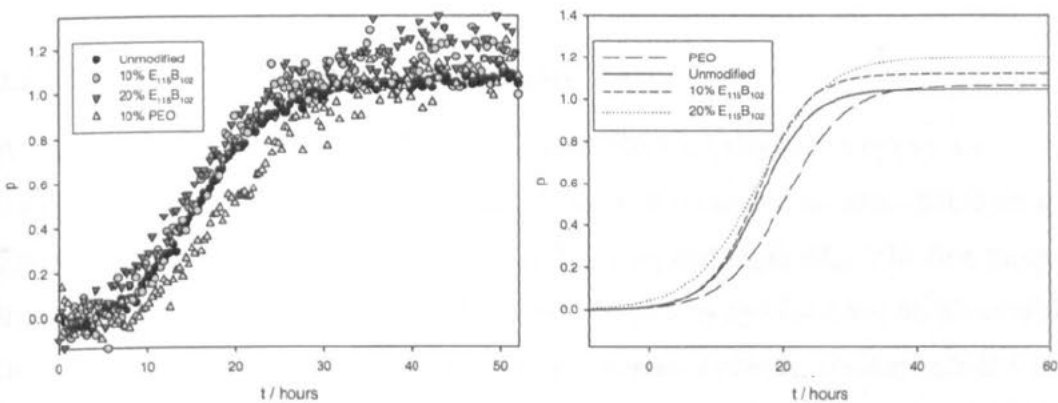 1.2
1.0
0.8
0.6
0.4
0.2
0.0
p
Unmodified
10% E₁₁₅B₁₀₂
20% E₁₁₅B₁₀₂
10% PEO
0 10 20 30 40 50
t / hours
1.4
1.2
1.0
0.8
0.6
0.4
0.2
0.0
p
PEO
Unmodified
10% E₁₁₅B₁₀₂
20% E₁₁₅B₁₀₂
20 40 60
t / hours